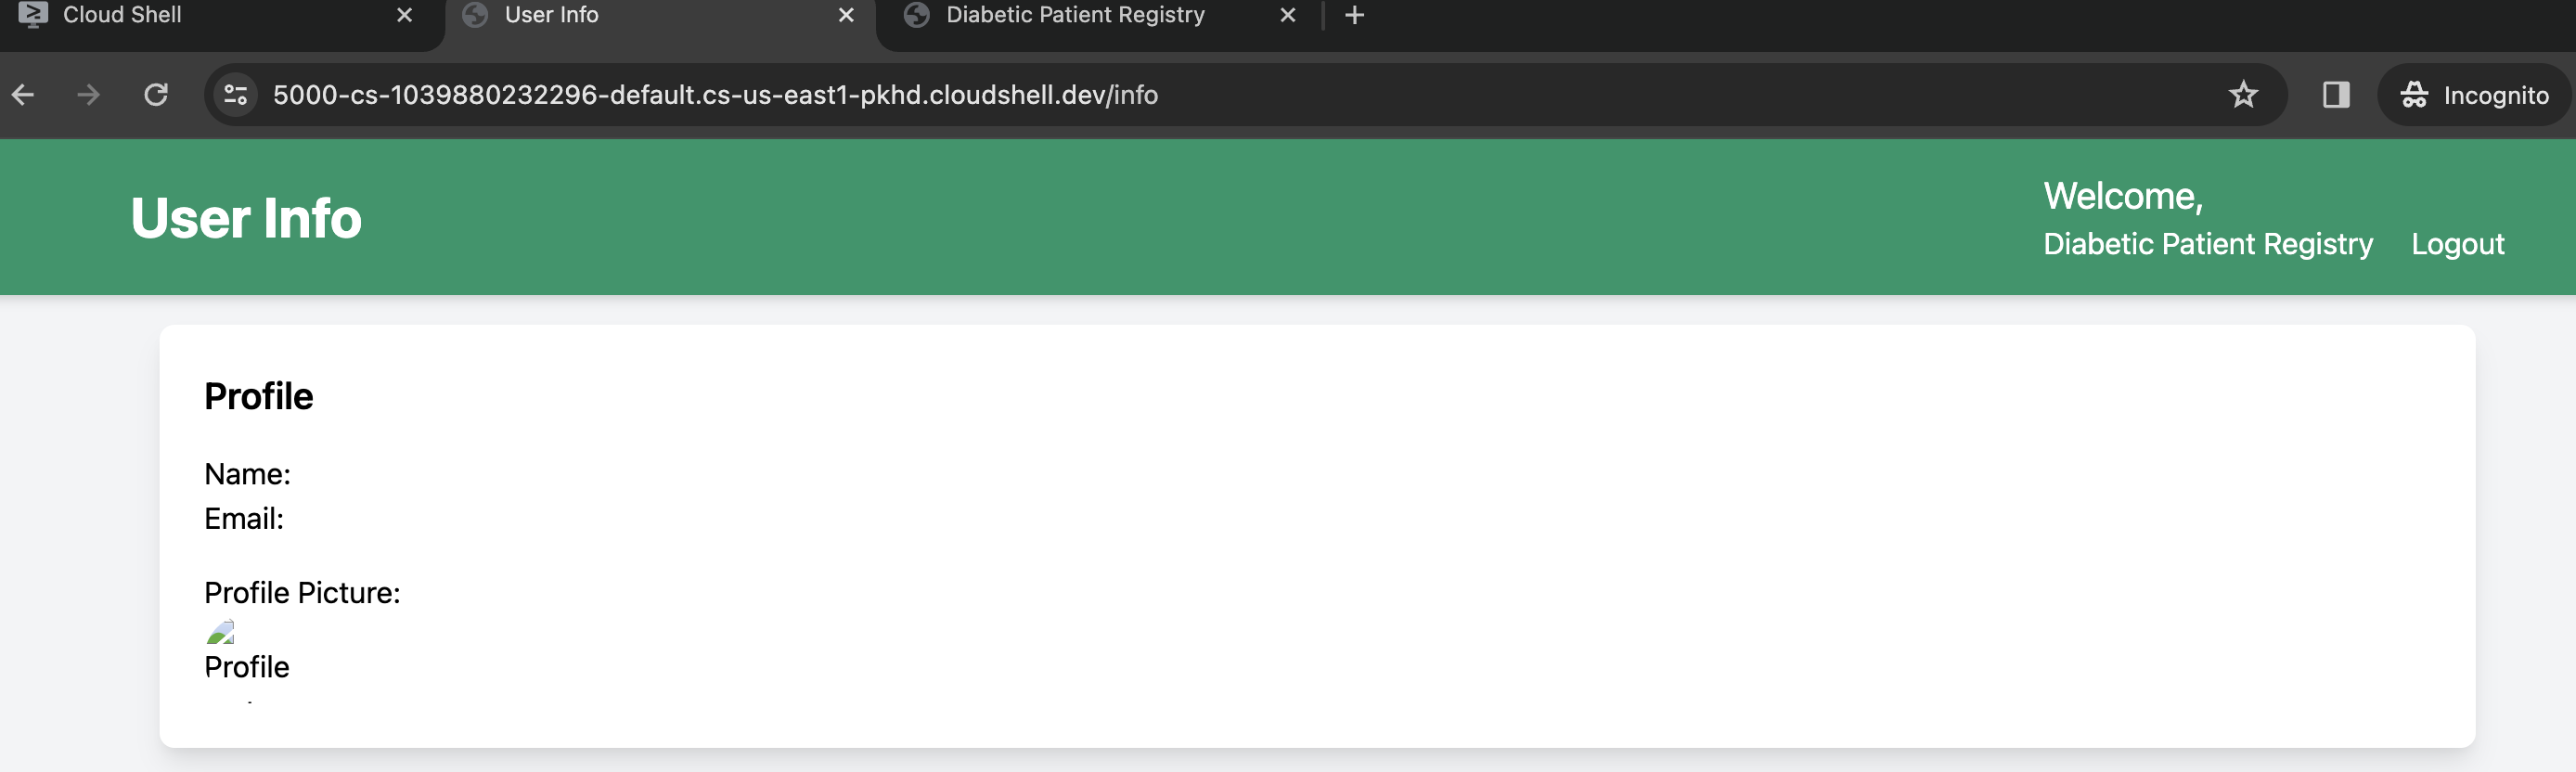 Cloud Shell
User Info
Diabetic Patient Registry
5000-cs-1039880232296-default.cs-us-east1-pkhd.cloudshell.dev/info
Incognito
User Info
Welcome,
Diabetic Patient Registry
Logout
Profile
Name:
Email:
Profile Picture:
Profile